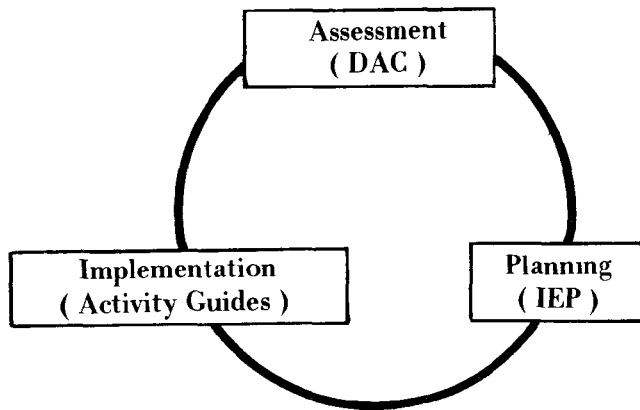 Assessment
( DAC )
Implementation
( Activity Guides )
Planning
( IEP )